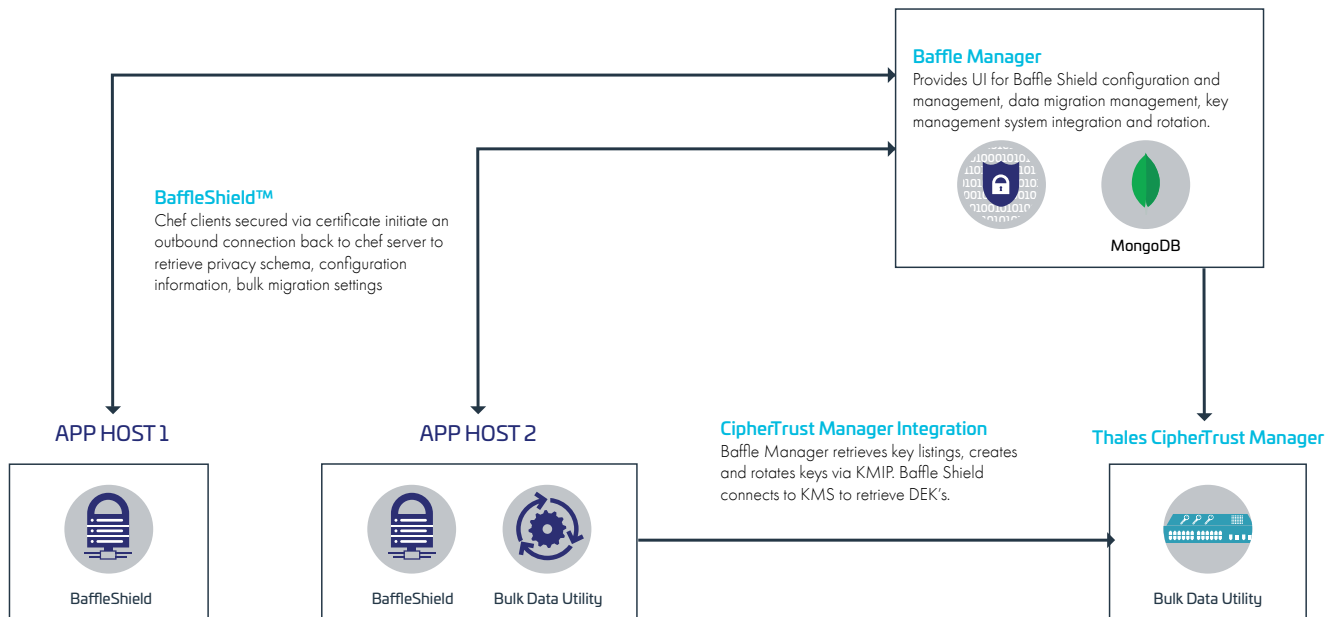 Baffle Manager
Provides UI for Baffle Shield configuration and
management, data migration management, key
management system integration and rotation.
MongoDB
BaffleShield™
Chef clients secured via certificate initiate an
outbound connection back to chef server to
retrieve privacy schema, configuration
information, bulk migration settings
APP HOST 1
APP HOST 2
CipherTrust Manager Integration
Baffle Manager retrieves key listings, creates
and rotates keys via KMIP. Baffle Shield
connects to KMS to retrieve DEK's.
Thales CipherTrust Manager
BaffleShield
BaffleShield
Bulk Data Utility
Bulk Data Utility